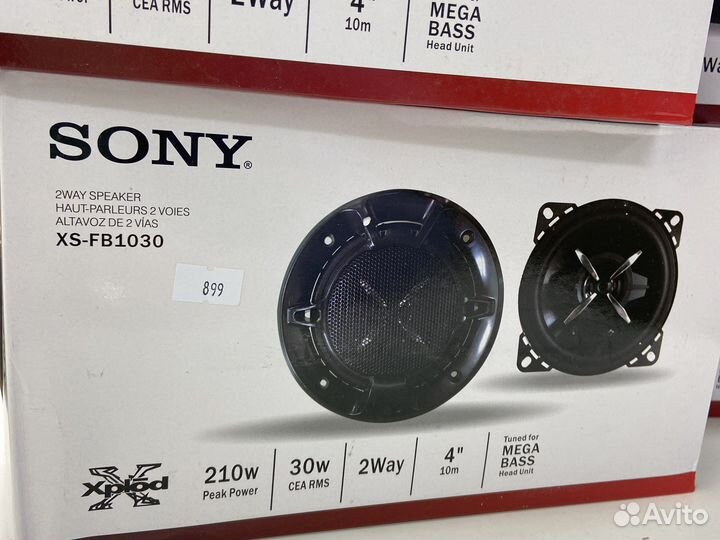 CEA RMS
2Way
4"
10m
MEGA
BASS
Head Unit
SONY®
2WAY SPEAKER
HAUT-PARLEURS 2 VOIES
ALTAVOZ DE 2 VÍAS
XS-FB1030
899
Xplod
210w
Peak Power
30w
CEA RMS
2Way
4"
10m
Tuned for
MEGA
BASS
Head Unit
Avito